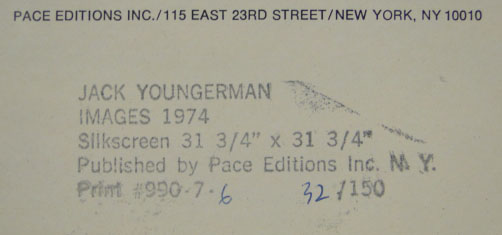 PACE EDITIONS INC./115 EAST 23RD STREET/NEW YORK, NY 10010
JACK YOUNGERMAN
IMAGES 1974
Silkscreen 31 3/4" x 31 3/4"
Published by Pace Editions Inc. N.Y.
Print #990-7-6 32/150